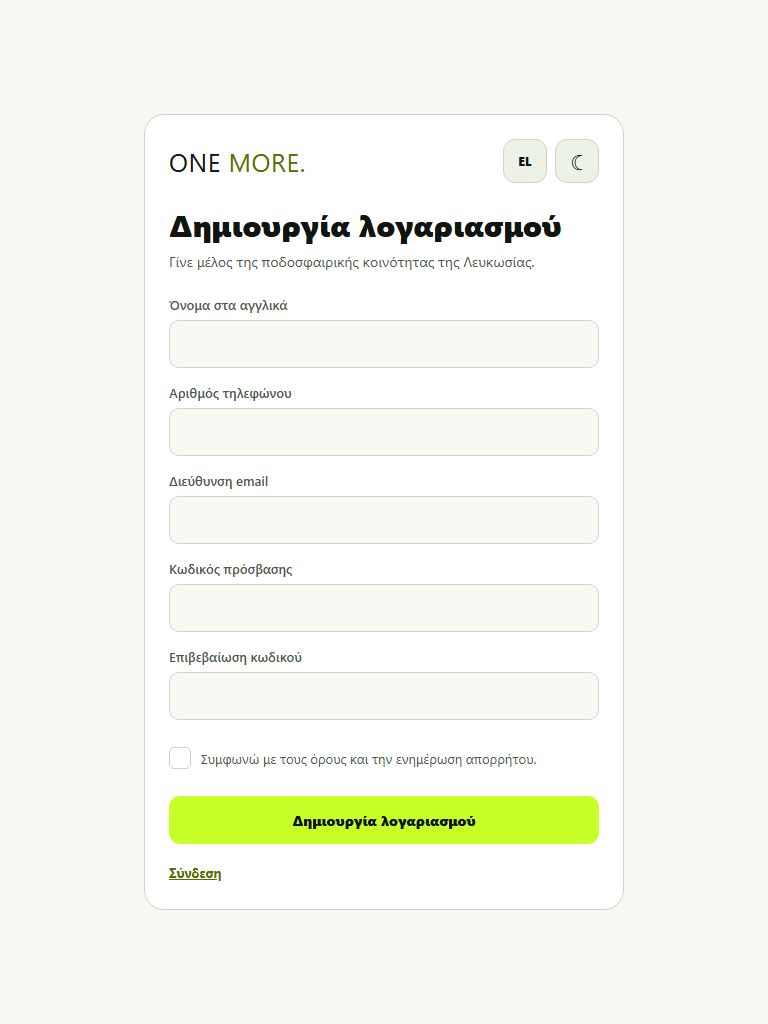 ONE MORE.
EL
Δημιουργία λογαριασμού
Γίνε μέλος της ποδοσφαιρικής κοινότητας της Λευκωσίας.
Όνομα στα αγγλικά
Αριθμός τηλεφώνου
Διεύθυνση email
Κωδικός πρόσβασης
Επιβεβαίωση κωδικού
Συμφωνώ με τους όρους και την ενημέρωση απορρήτου.
Δημιουργία λογαριασμού
Σύνδεση